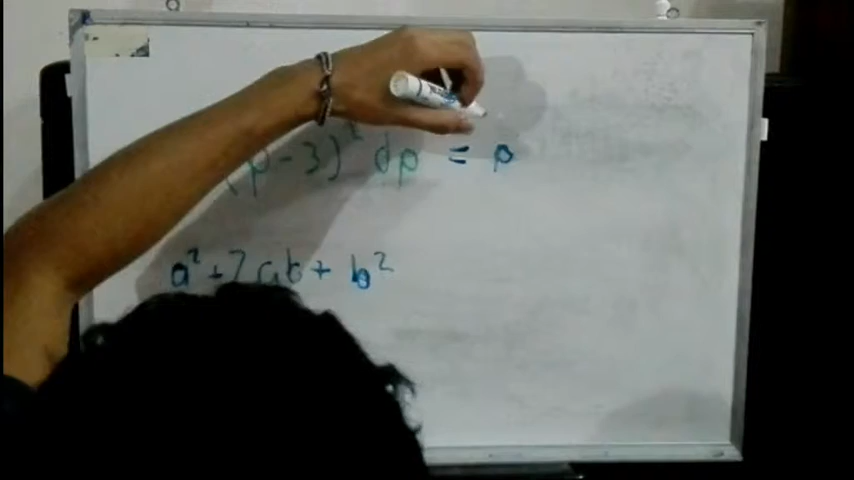 (p-3)² dp = p
a² + 2ab + b²